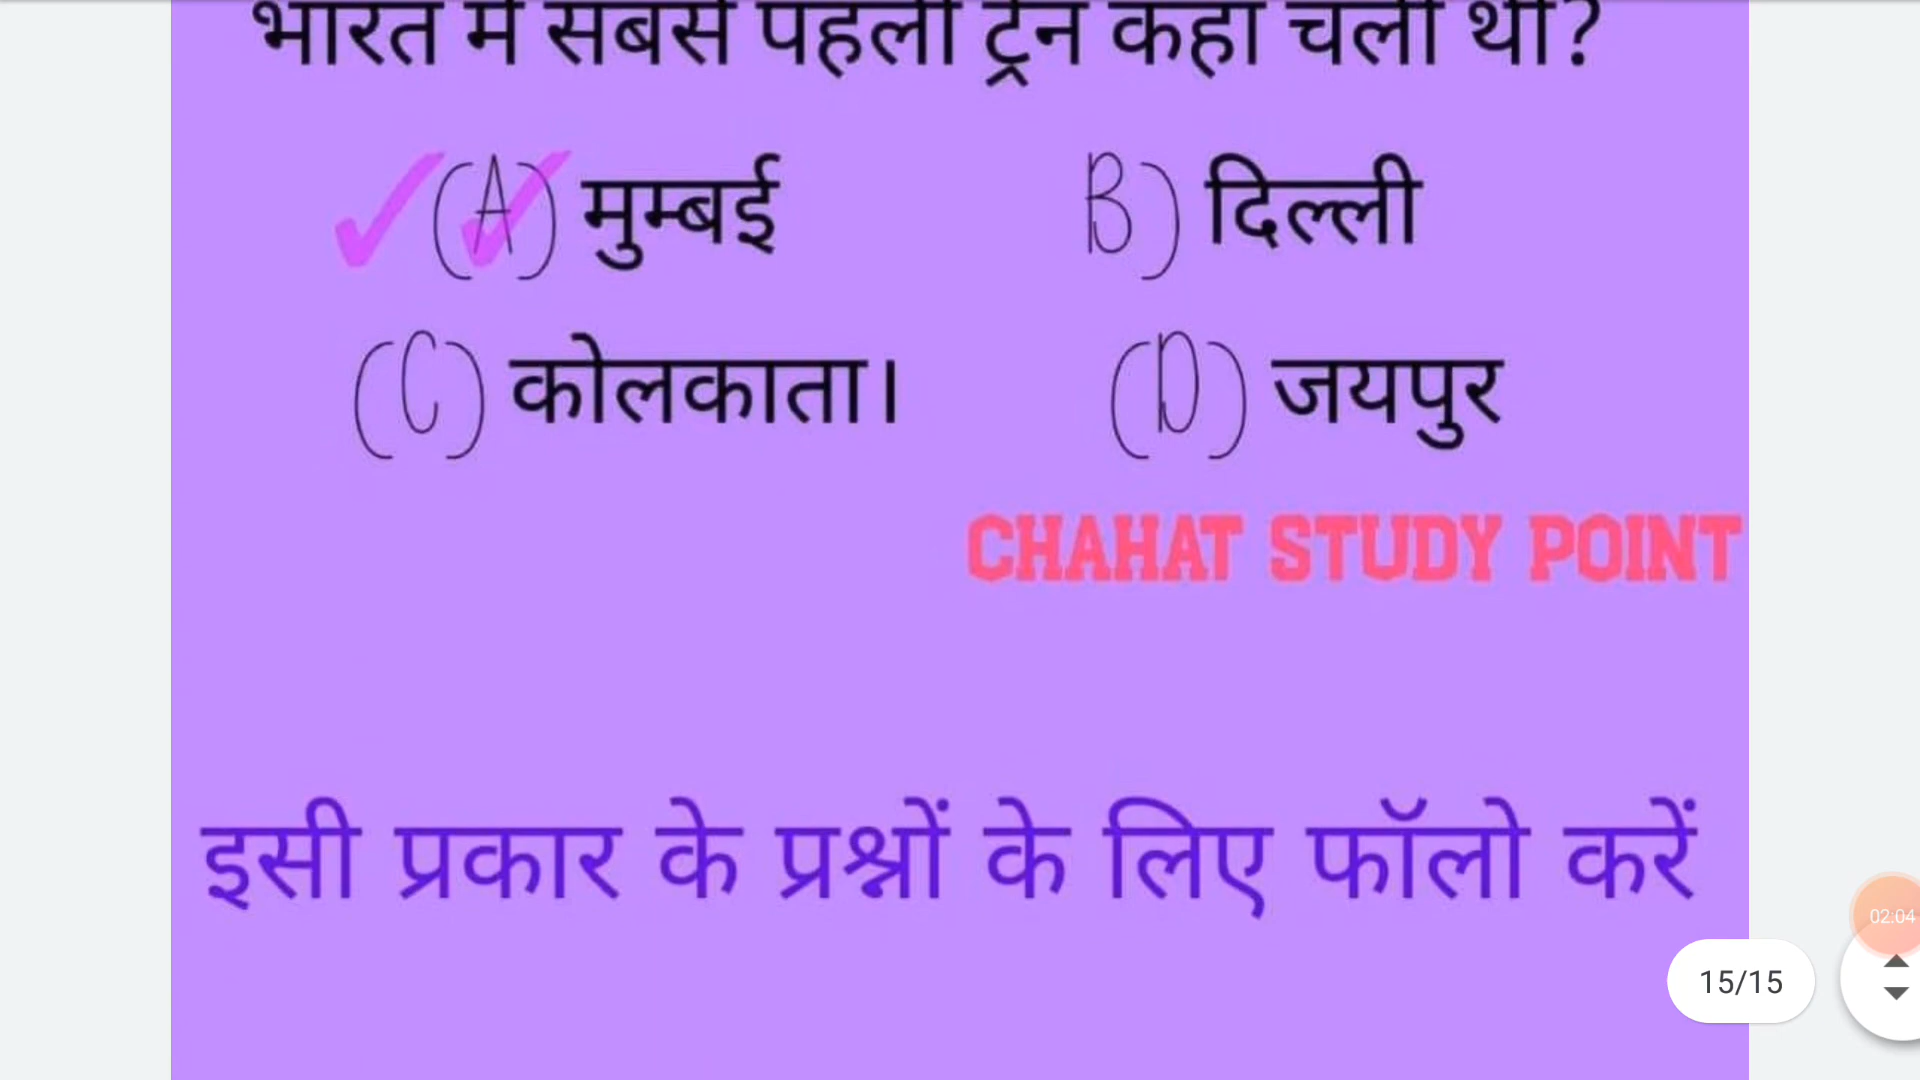 भारत में सबसे पहली ट्रेन कहां चली थी?
(A) मुम्बई B) दिल्ली
(C) कोलकाता। (D) जयपुर
CHAHAT STUDY POINT
इसी प्रकार के प्रश्नों के लिए फॉलो करें
02:04
15/15